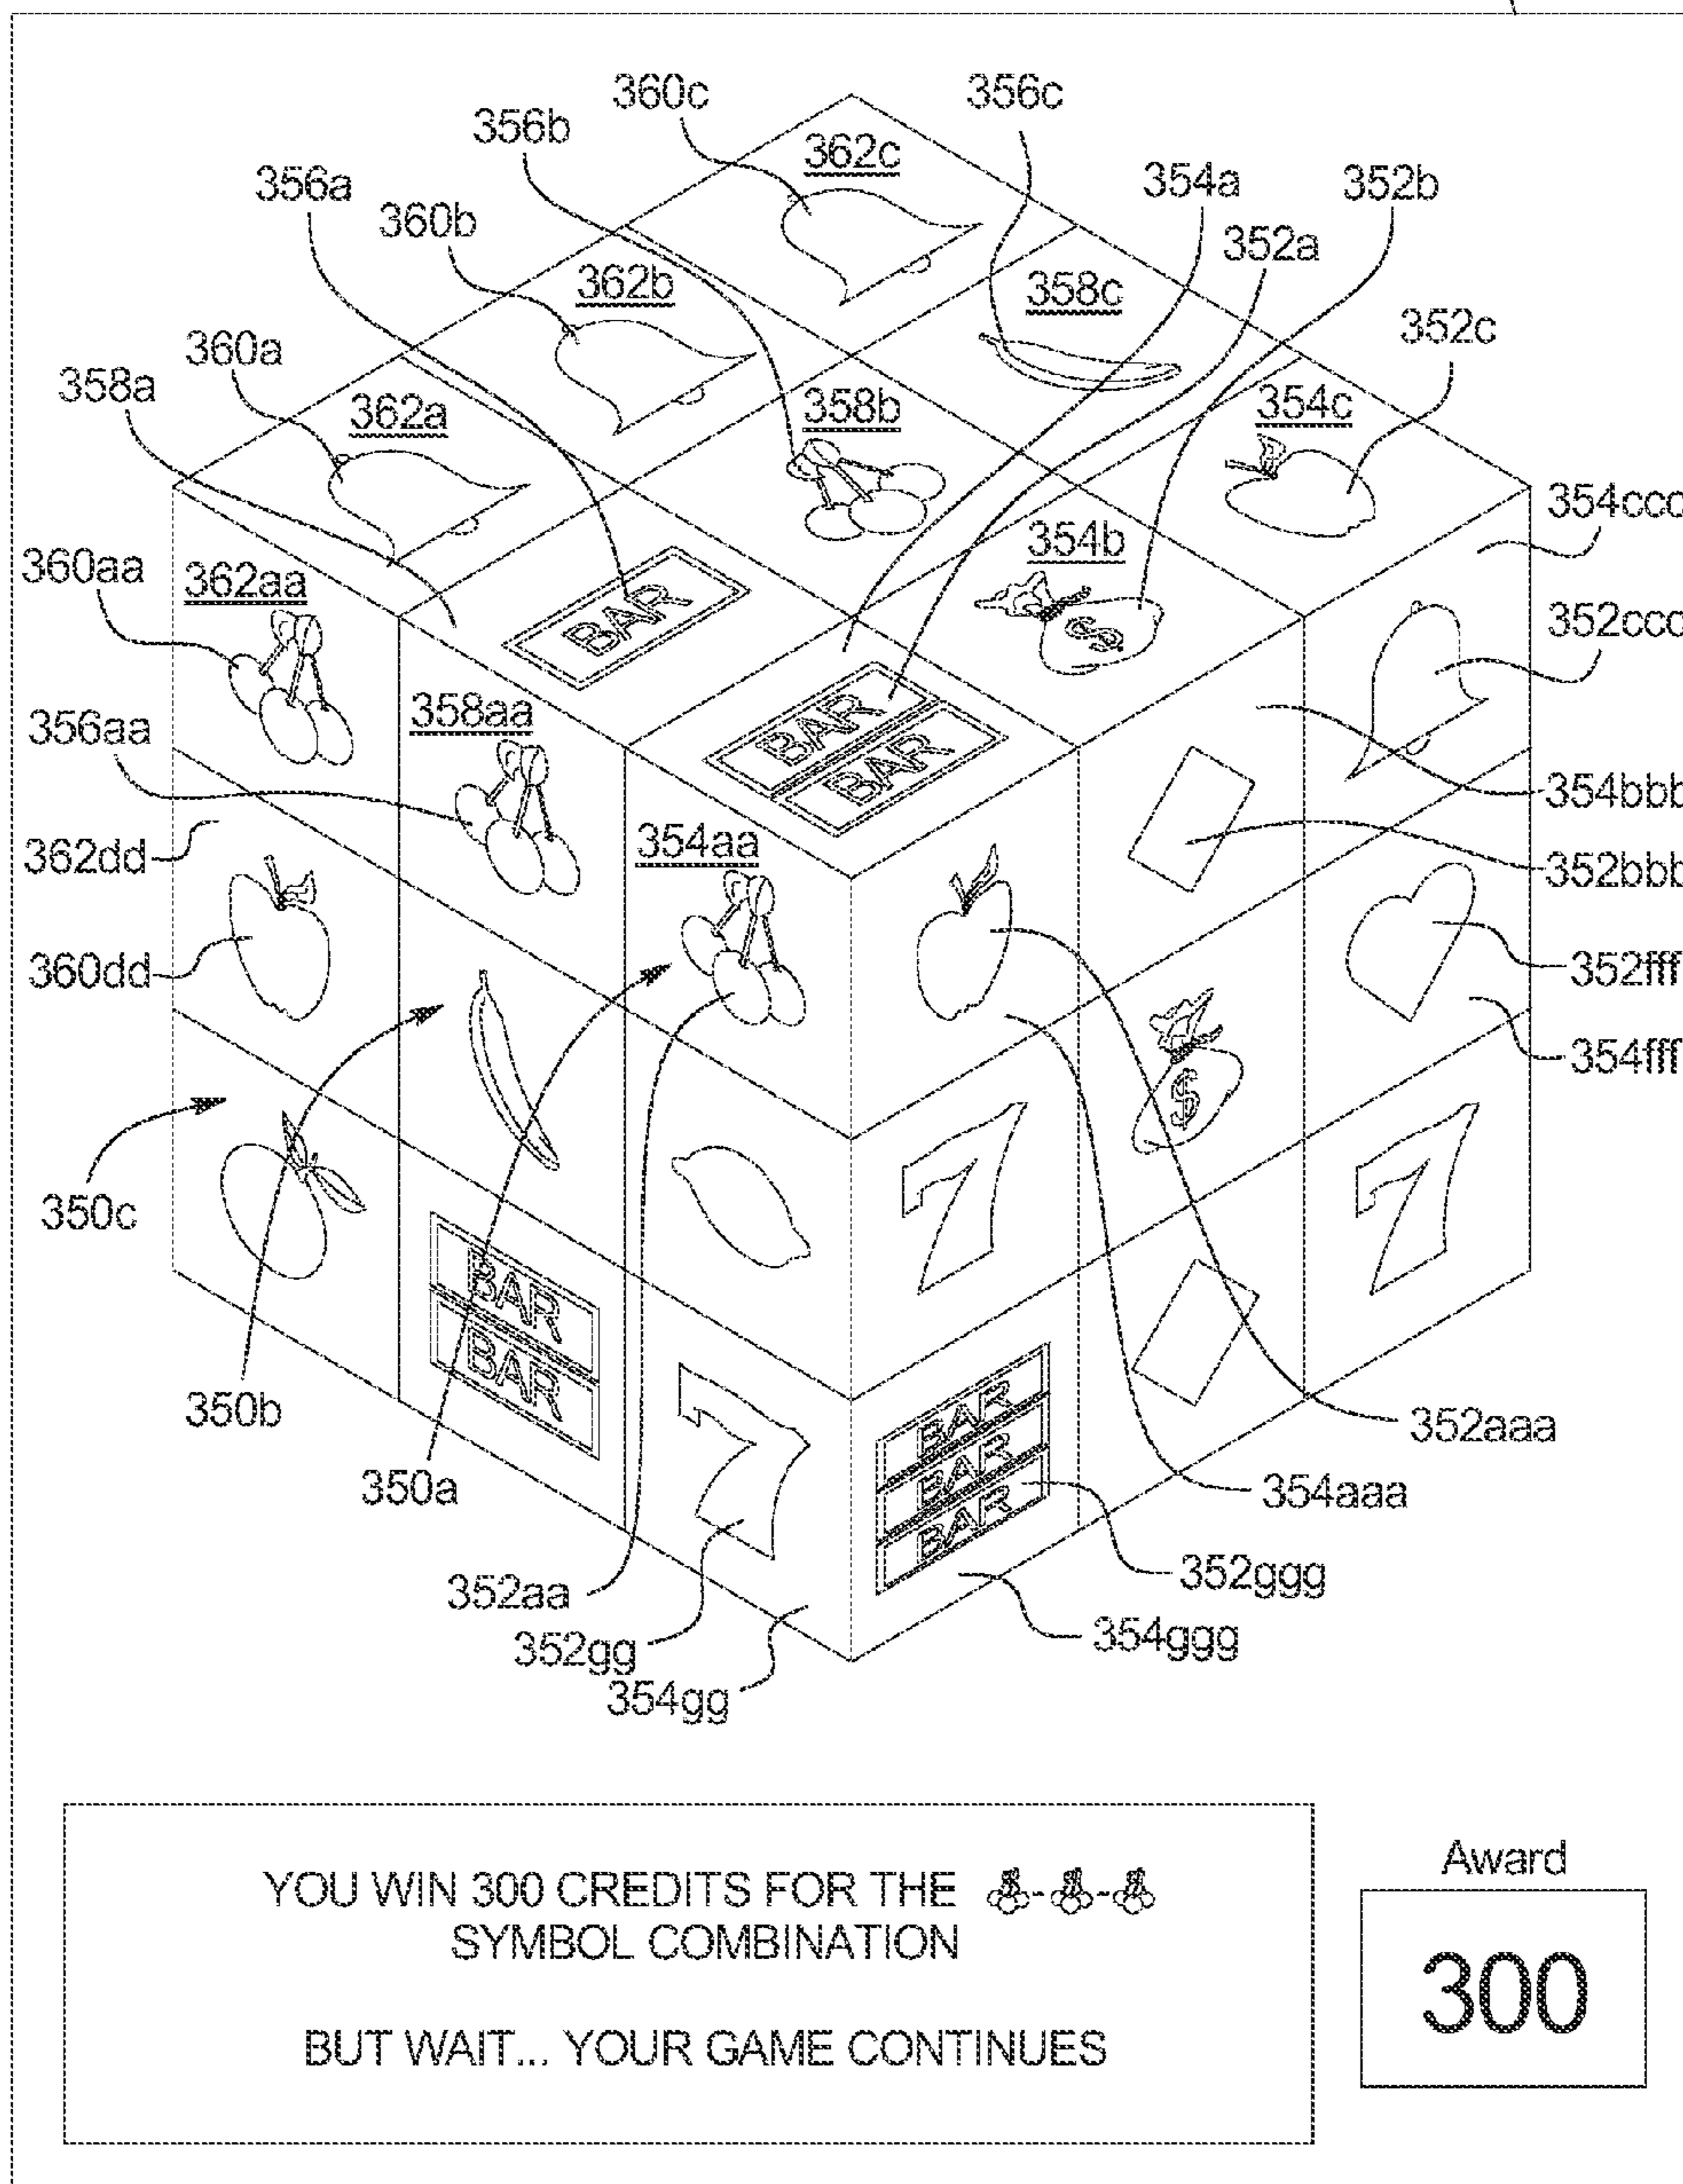 360c
356c
356b
362c
356a
354a
352b
360b
352a
362b
358c
360a
352c
358a
362a
358b
354c
354ccc
360aa
362aa
354b
BAR
352ccc
358aa
356aa
BAR
BAR
354bbb
362dd
354aa
352bbb
360dd
352fff
354fff
$
$
7
7
350c
BAR
BAR
350b
7
BAR
BAR
BAR
352aaa
350a
354aaa
352aa
352ggg
352gg
354ggg
354gg
YOU WIN 300 CREDITS FOR THE - -
SYMBOL COMBINATION
BUT WAIT... YOUR GAME CONTINUES
Award
300